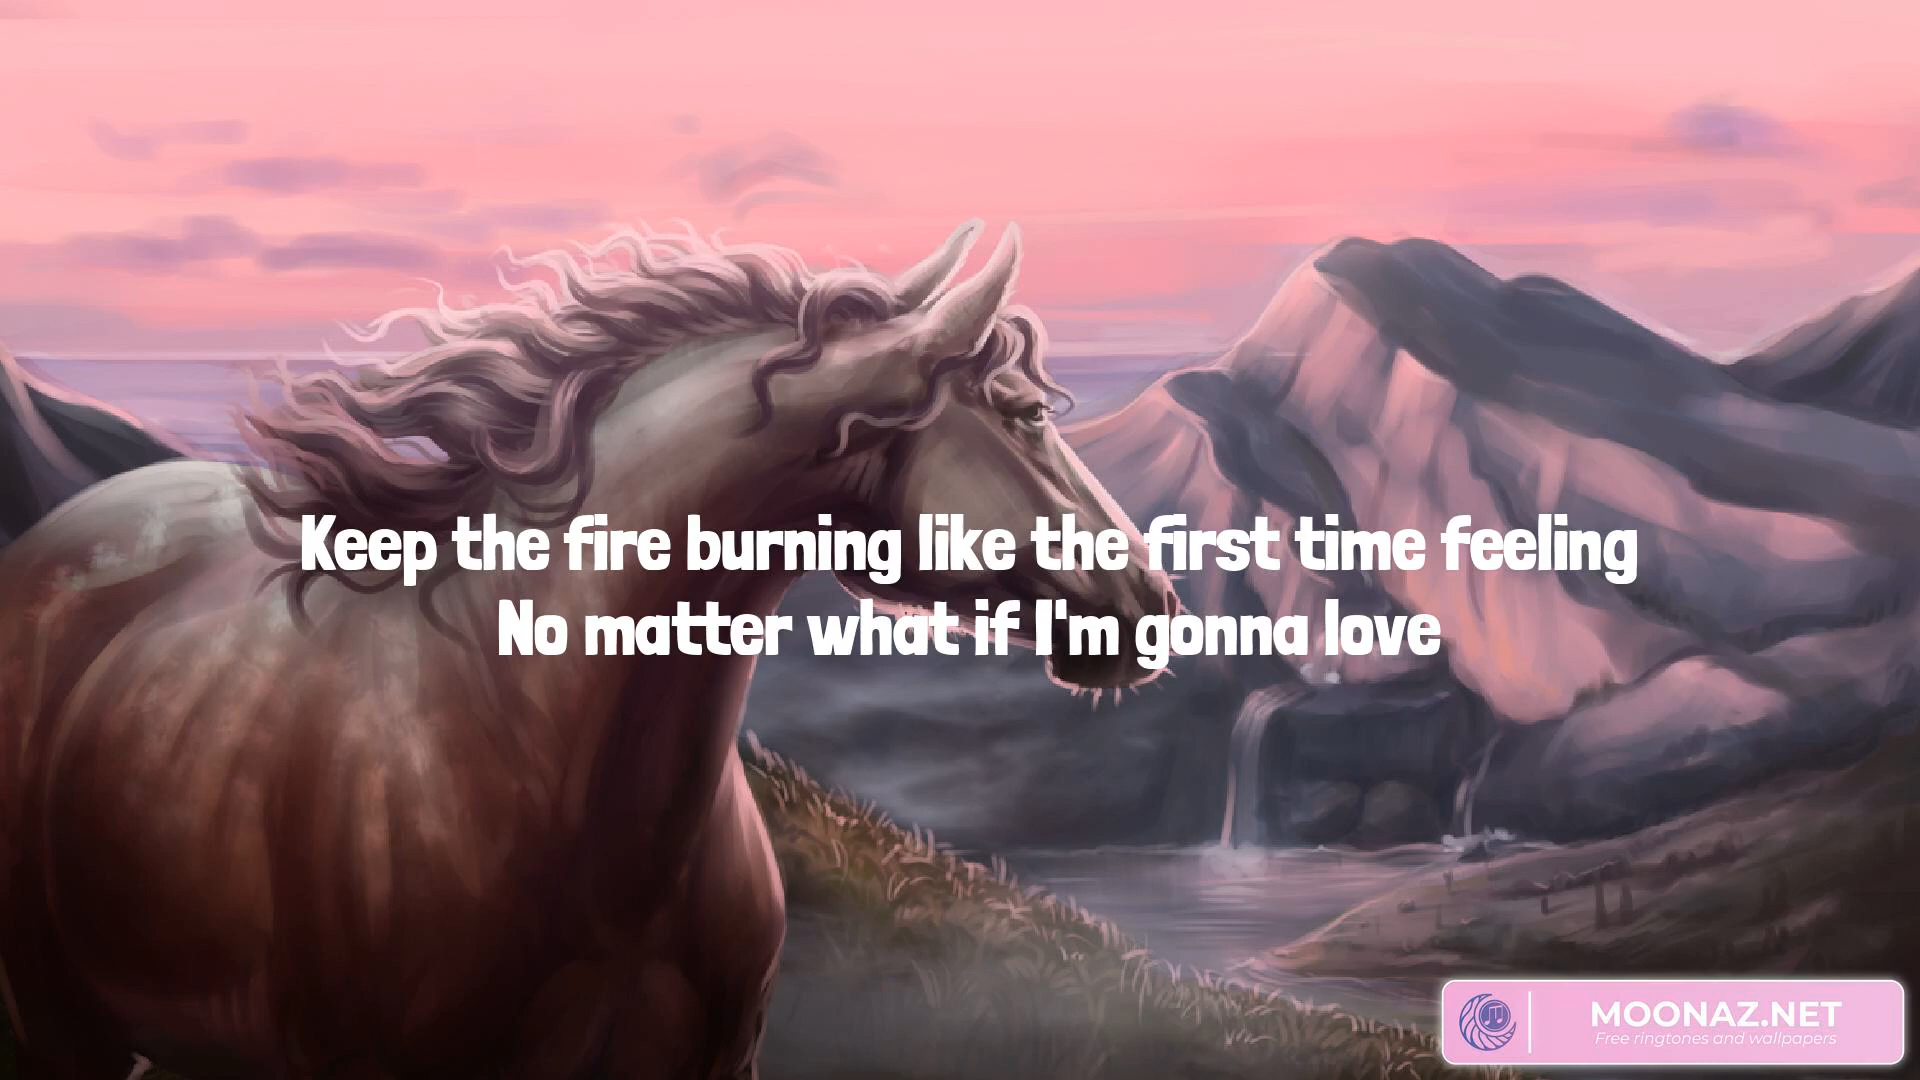 Keep the fire burning like the first time feeling
No matter what if I'm gonna love
MOONAZ.NET
Free ringtones and wallpapers